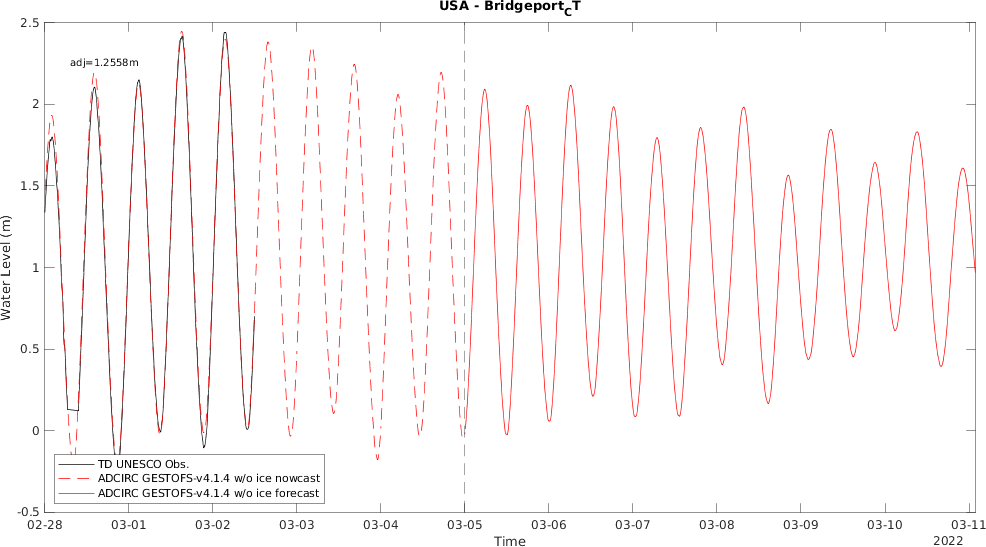 USA - Bridgeport_CT
adj=1.2558m
Water Level (m)
2.5
2
1.5
1
0.5
0
-0.5
TD UNESCO Obs.
ADCIRC GESTOFS-v4.1.4 w/o ice nowcast
ADCIRC GESTOFS-v4.1.4 w/o ice forecast
02-28 03-01 03-02 03-03 03-04 03-05 03-06 03-07 03-08 03-09 03-10 03-11
Time
2022